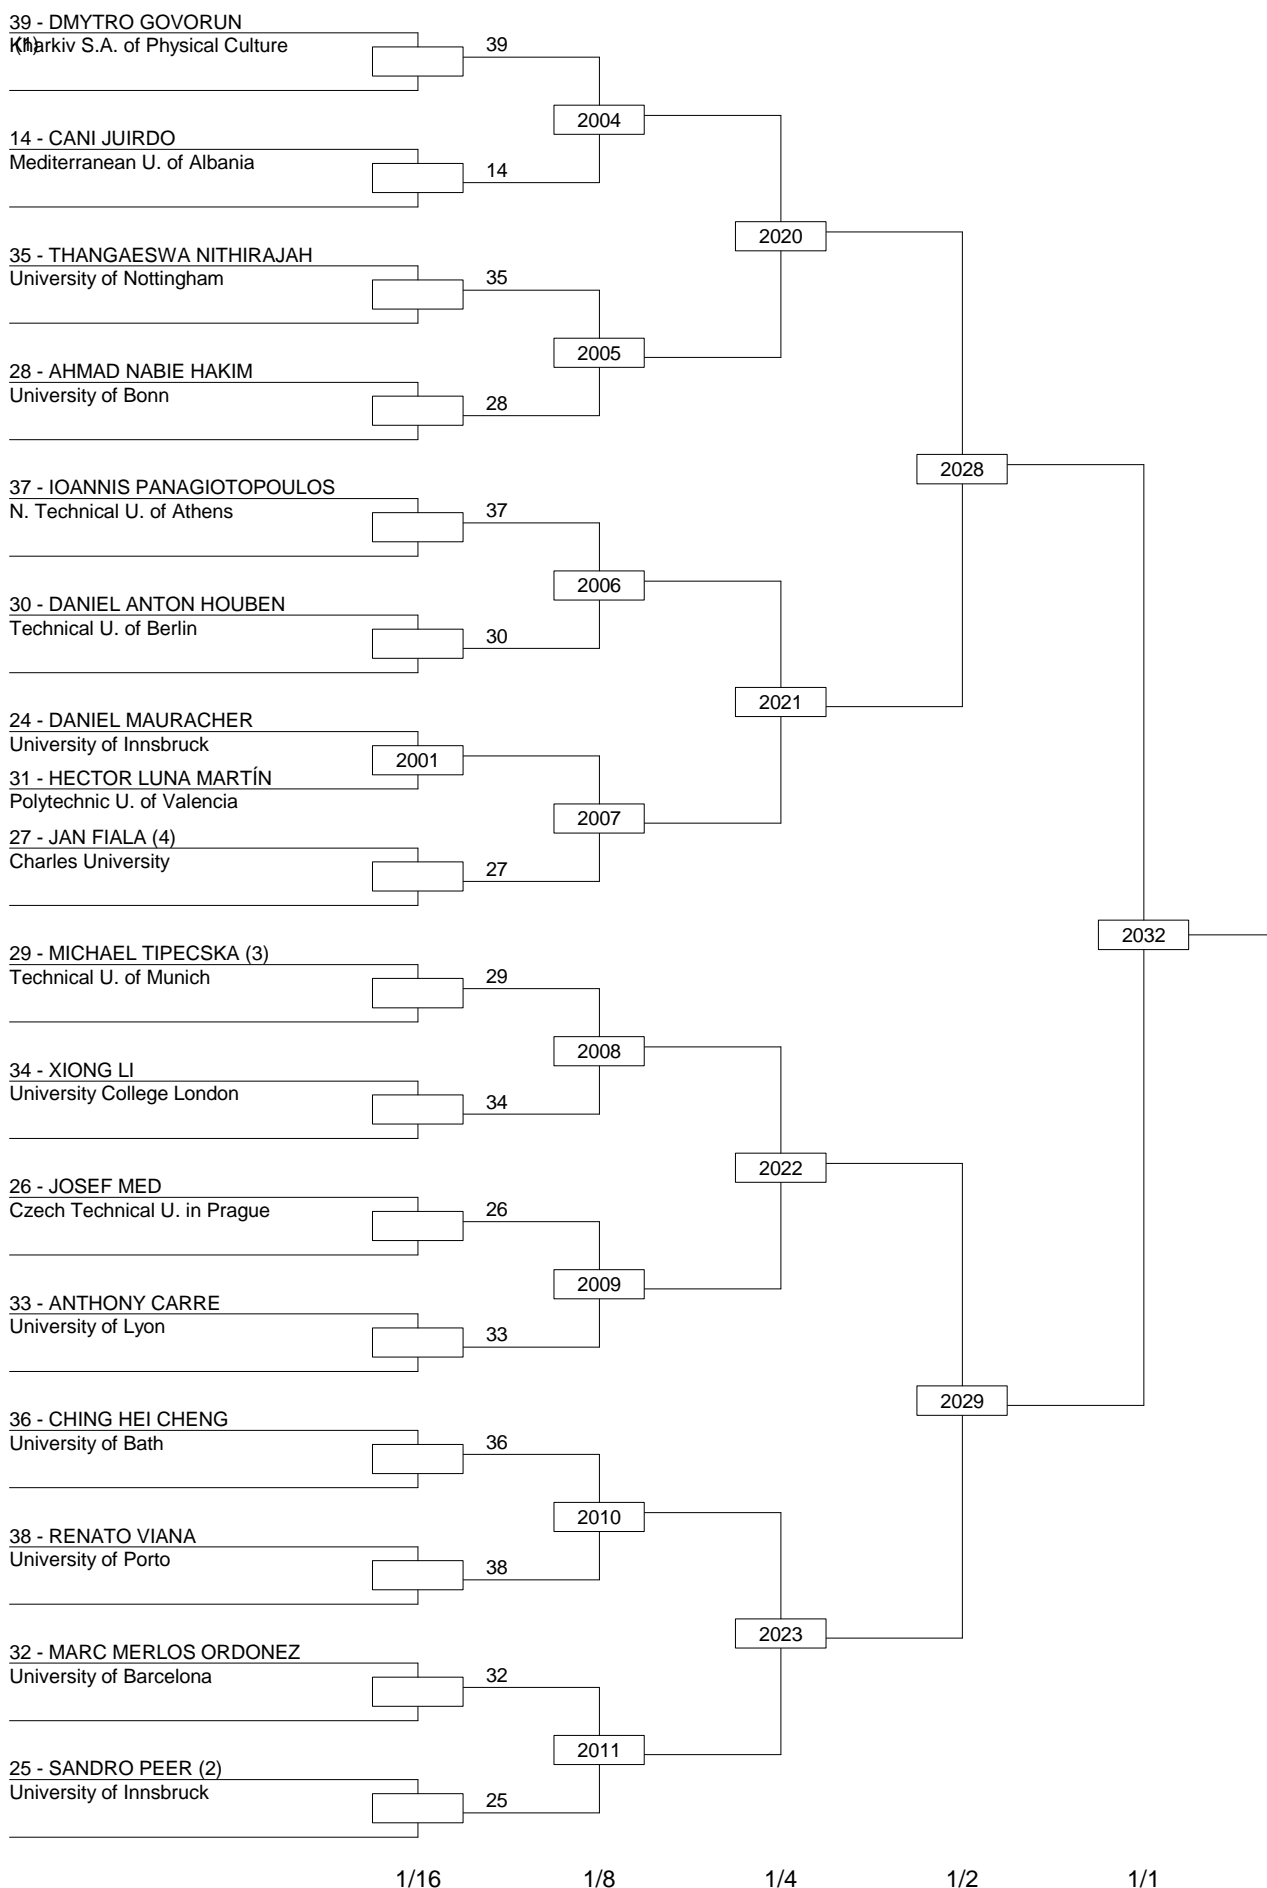 39 - DMYTRO GOVORUN
(1)
Kharkiv S.A. of Physical Culture
39
2004
14 - CANI JUIRDO
Mediterranean U. of Albania
14
2020
35 - THANGAESWA NITHIRAJAH
University of Nottingham
35
2005
28 - AHMAD NABIE HAKIM
University of Bonn
28
2028
37 - IOANNIS PANAGIOTOPOULOS
N. Technical U. of Athens
37
2006
30 - DANIEL ANTON HOUBEN
Technical U. of Berlin
30
2021
24 - DANIEL MAURACHER
University of Innsbruck
2001
31 - HECTOR LUNA MARTÍN
Polytechnic U. of Valencia
2007
27 - JAN FIALA (4)
Charles University
27
2032
29 - MICHAEL TIPECSKA (3)
Technical U. of Munich
29
2008
34 - XIONG LI
University College London
34
2022
26 - JOSEF MED
Czech Technical U. in Prague
26
2009
33 - ANTHONY CARRE
University of Lyon
33
2029
36 - CHING HEI CHENG
University of Bath
36
2010
38 - RENATO VIANA
University of Porto
38
2023
32 - MARC MERLOS ORDONEZ
University of Barcelona
32
2011
25 - SANDRO PEER (2)
University of Innsbruck
25
1/16 1/8 1/4 1/2 1/1